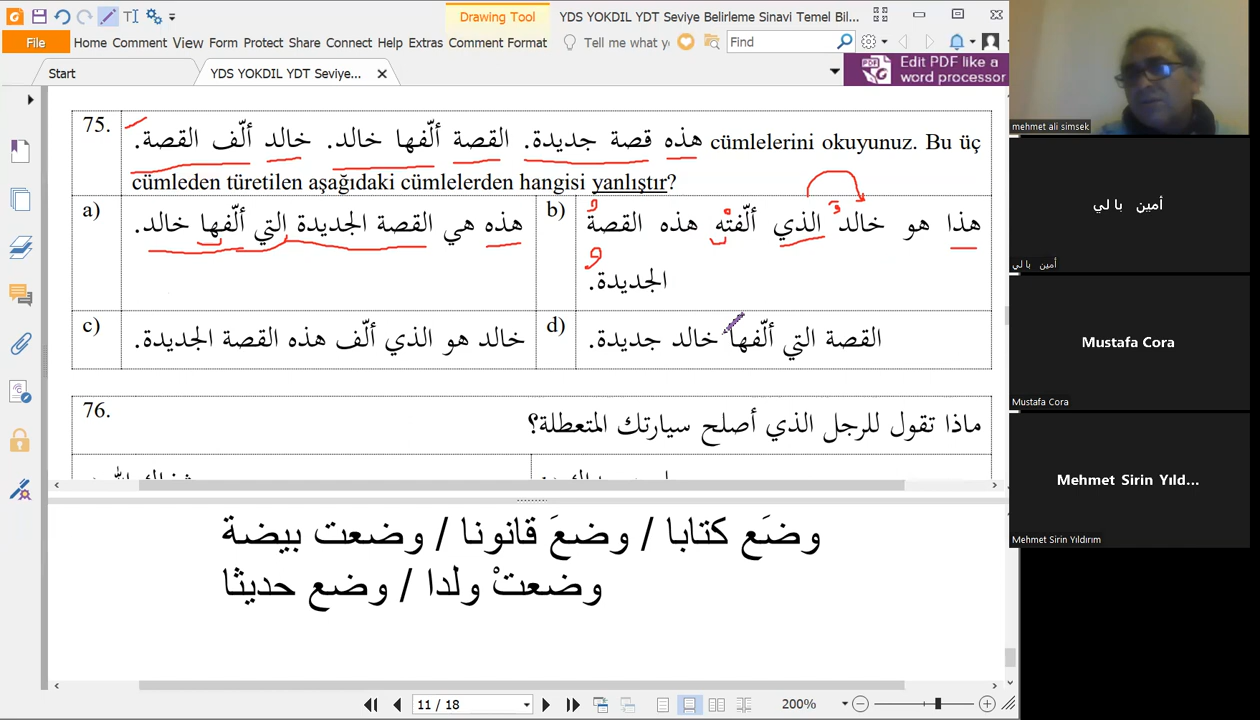 YDS YOKDIL YDT Seviye Belirleme Sinavi Temel Bil...
Drawing Tool
File Home Comment View Form Protect Share Connect Help Extras Comment Format
Tell me
Find
Start
YDS YOKDIL YDT Seviye...
Edit PDF like a
word processor
75.
هذه قصة جديدة. القصة ألّفها خالد. خالد ألّف القصة. cümlelerini okuyunuz. Bu üç
cümleden türetilen aşağıdaki cümlelerden hangisi yanlıştır?
a) هذه هي القصة الجديدة التي ألّفها خالد.
b) هذا هو خالد الذي ألّفته هذه القصة
الجديدة.
c) خالد هو الذي ألّف هذه القصة الجديدة.
d) القصة التي ألّفها خالد جديدة.
76.
ماذا تقول للرجل الذي أصلح سيارتك المتعطلة؟
وضَع كتابا / وضعَ قانونا / وضعت بيضة
وضعتْ ولدا / وضع حديثا
11 / 18
200%
mehmet ali simsek
أمين بالي
أمين بالي
Mustafa Cora
Mustafa Cora
Mehmet Sirin Yıld...
Mehmet Sirin Yıldırım